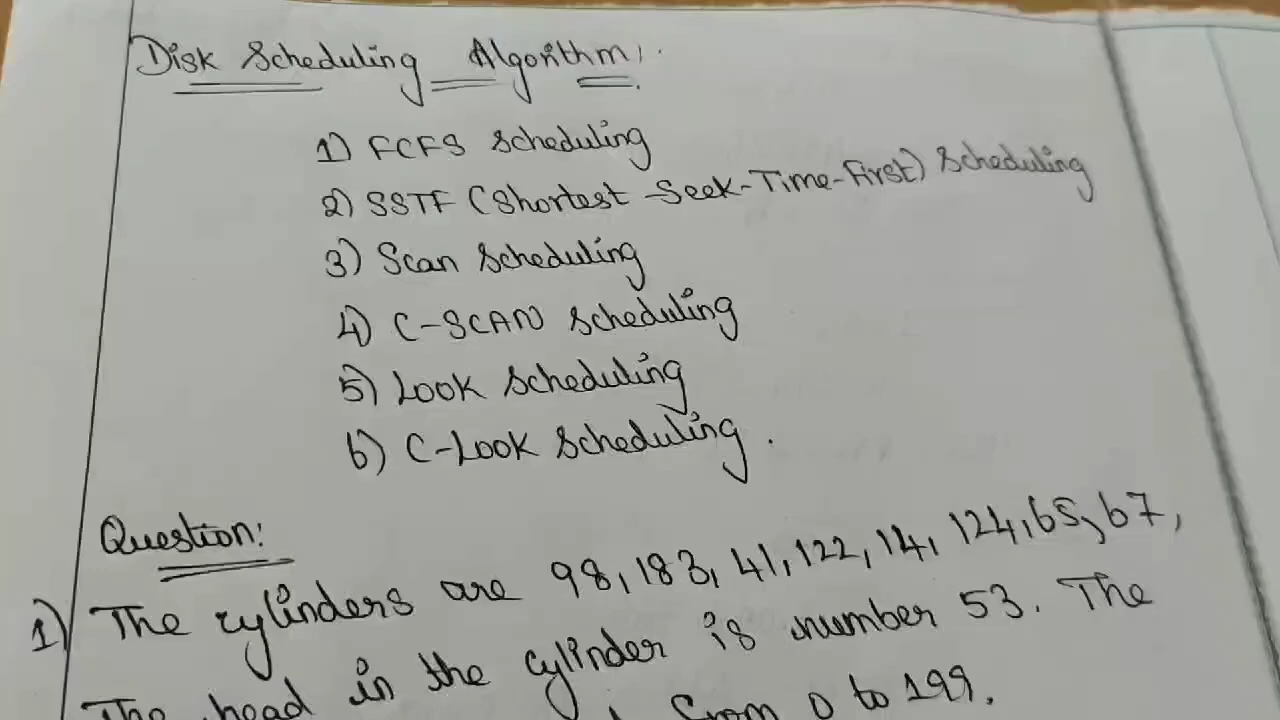 Disk Scheduling Algorithm:
1) FCFS Scheduling
2) SSTF (Shortest-Seek-Time-First) Scheduling
3) Scan Scheduling
4) C-SCAN Scheduling
5) Look Scheduling
6) C-Look Scheduling.
Question:
1) The cylinders are 98, 183, 41, 122, 14, 124, 65, 67,
The head in the cylinder is number 53. The
from 0 to 199.